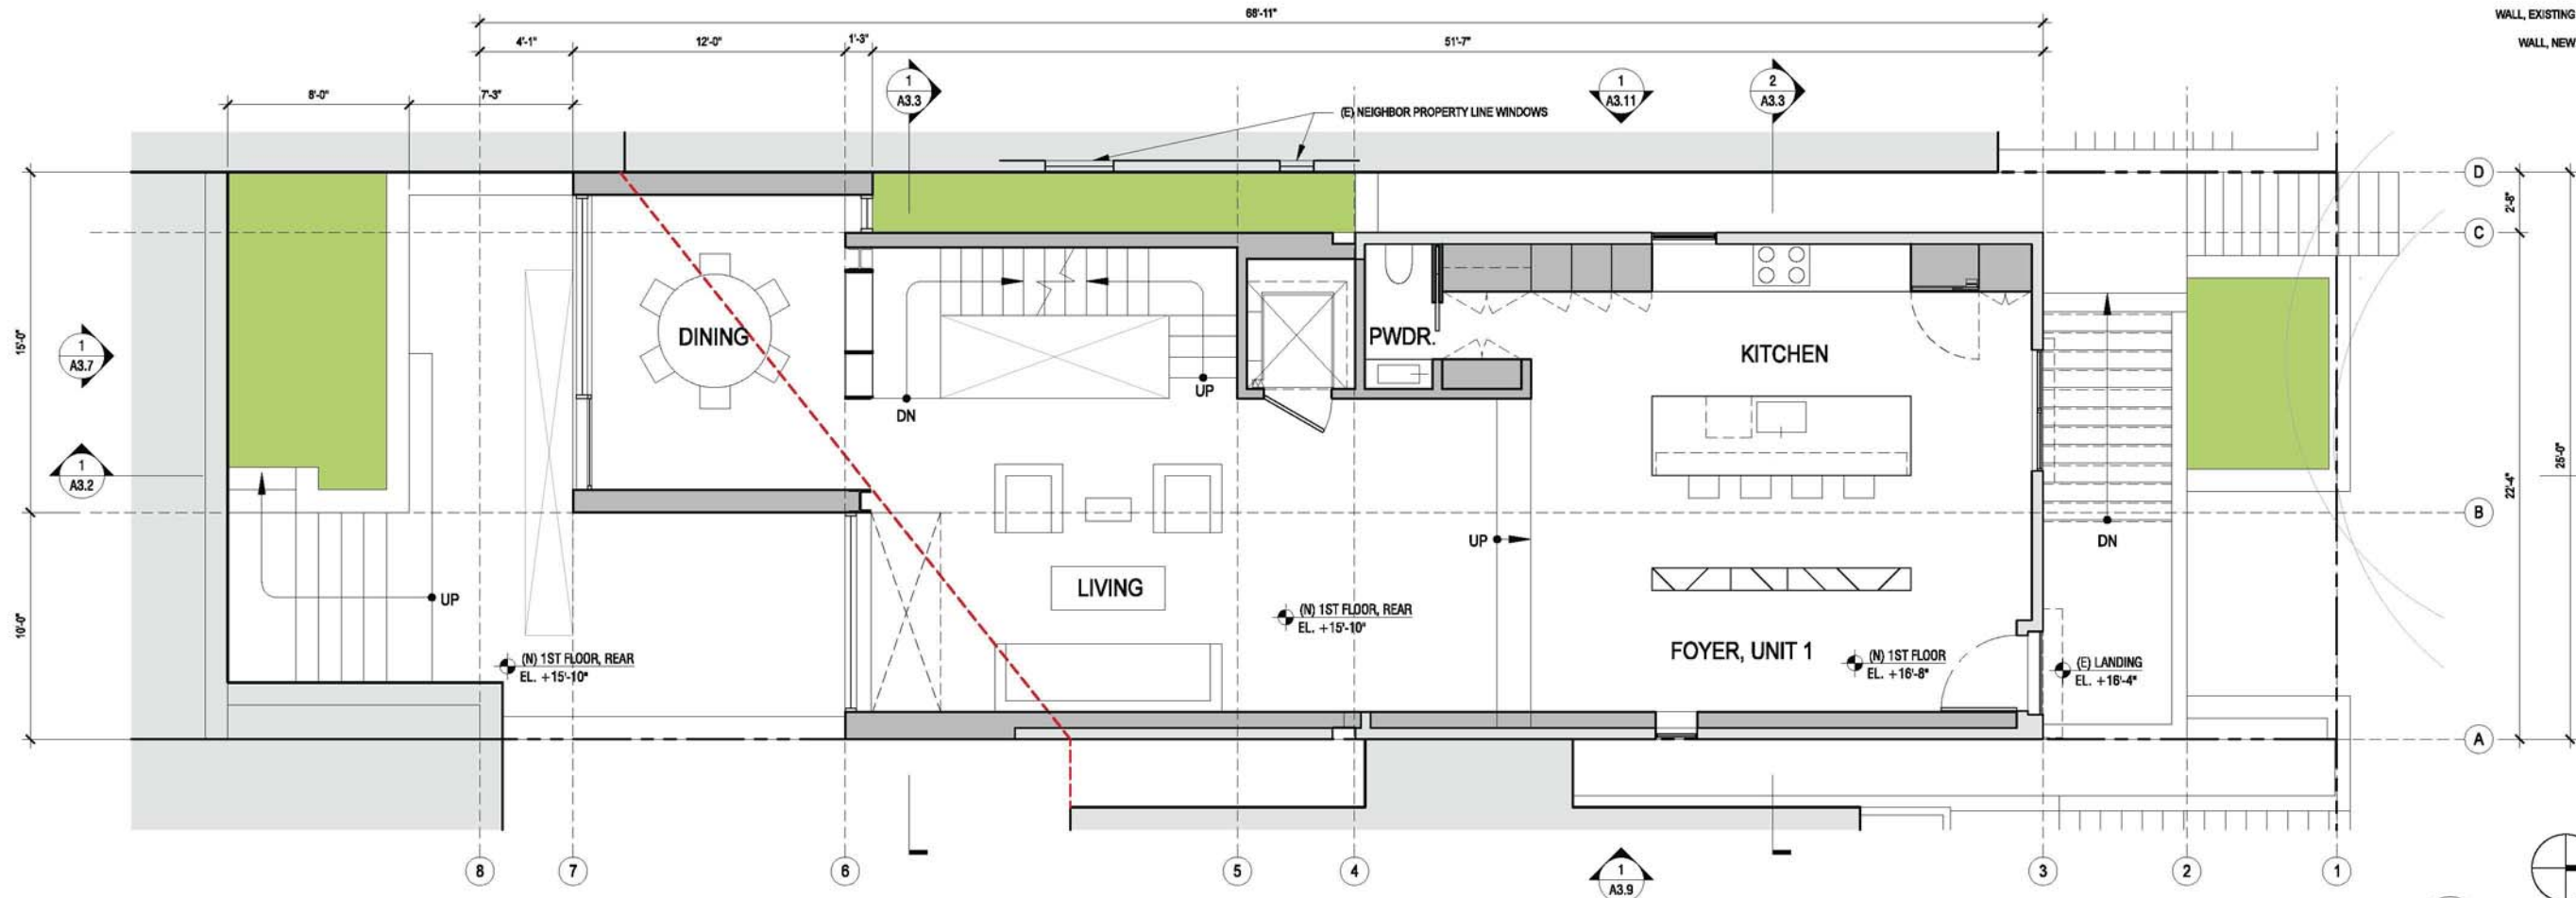 68'-11"
WALL, EXISTING
4'-1"
12'-0"
1'-3"
51'-7"
WALL, NEW
8'-0"
7'-3"
1
A3.3
1
A3.11
2
A3.3
(E) NEIGHBOR PROPERTY LINE WINDOWS
D
2'-8"
C
15'-0"
1
A3.7
DINING
PWDR.
KITCHEN
UP
DN
1
A3.2
25'-0"
22'-4"
B
UP
DN
LIVING
UP
(N) 1ST FLOOR, REAR
EL. +15'-10"
10'-0"
FOYER, UNIT 1
(N) 1ST FLOOR
EL. +16'-8"
(E) LANDING
EL. +16'-4"
(N) 1ST FLOOR, REAR
EL. +15'-10"
A
8
7
6
5
4
1
A3.9
3
2
1